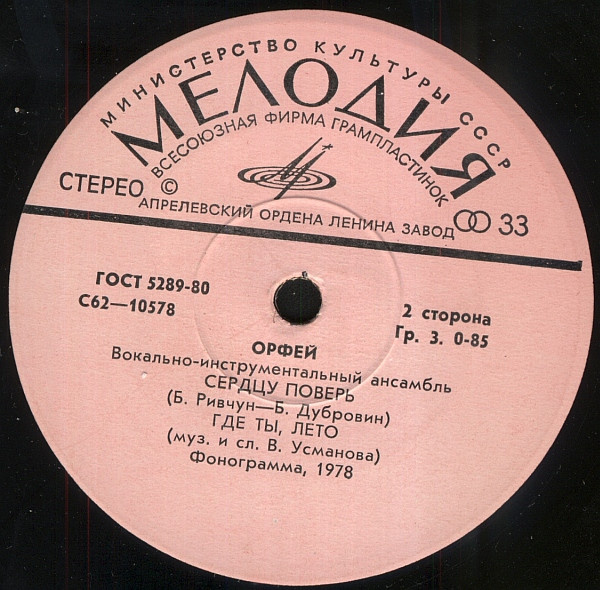 МИНИСТЕРСТВО КУЛЬТУРЫ СССР
МЕЛОДИЯ
ВСЕСОЮЗНАЯ ФИРМА ГРАМПЛАСТИНОК
СТЕРЕО ©
АПРЕЛЕВСКИЙ ОРДЕНА ЛЕНИНА ЗАВОД
33
ГОСТ 5289-80
С62—10578
2 сторона
Гр. 3. 0-85
ОРФЕЙ
Вокально-инструментальный ансамбль
СЕРДЦУ ПОВЕРЬ
(Б. Ривчун—Б. Дубровин)
ГДЕ ТЫ, ЛЕТО
(муз. и сл. В. Усманова)
Фонограмма, 1978